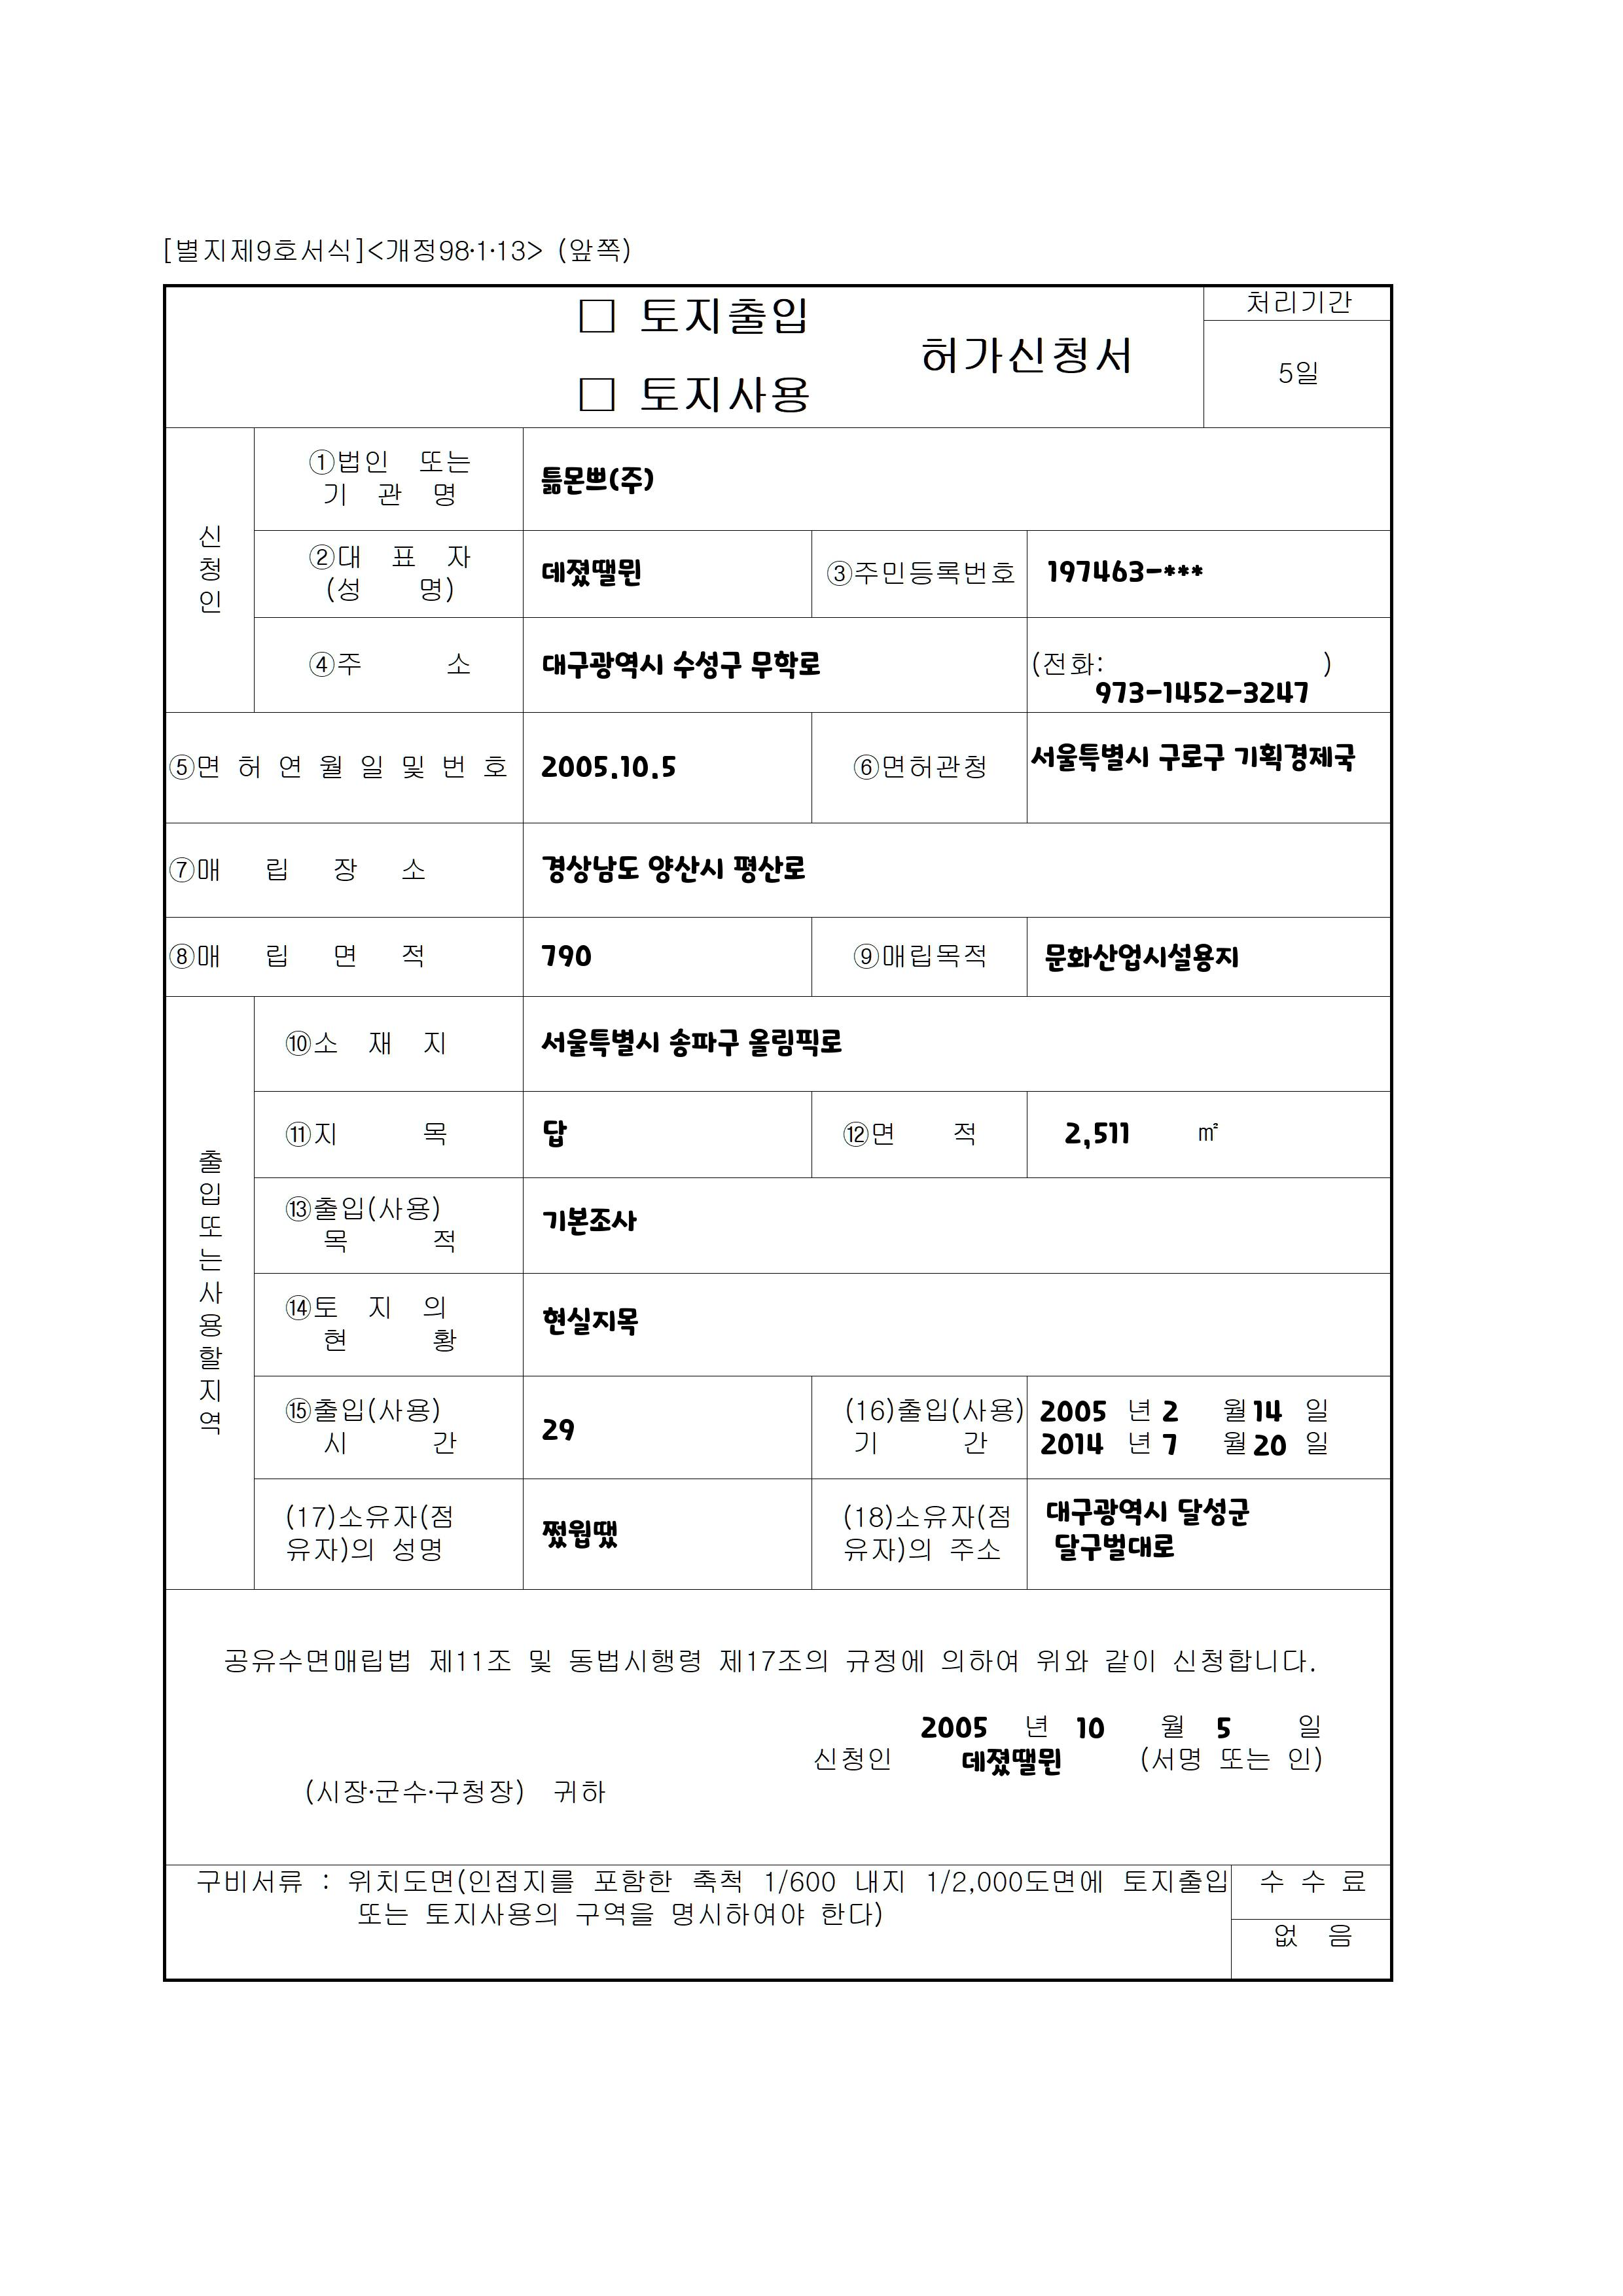 [별지제9호서식]<개정98·1·13> (앞쪽)
□ 토지출입
□ 토지사용
허가신청서
처리기간
5일
신청인
①법인 또는 기 관 명
틂몬쁘(주)
②대 표 자 (성 명)
데졌땔뮌
③주민등록번호
197463-***
④주 소
대구광역시 수성구 무학로
(전화: )
973-1452-3247
⑤면 허 연 월 일 및 번 호
2005.10.5
⑥면허관청
서울특별시 구로구 기획경제국
⑦매 립 장 소
경상남도 양산시 평산로
⑧매 립 면 적
790
⑨매립목적
문화산업시설용지
출입또는사용할지역
⑩소 재 지
서울특별시 송파구 올림픽로
⑪지 목
답
⑫면 적
2,511 ㎡
⑬출입(사용) 목 적
기본조사
⑭토 지 의 현 황
현실지목
⑮출입(사용) 시 간
29
(16)출입(사용) 기 간
2005 년 2 월 14 일
2014 년 7 월 20 일
(17)소유자(점유자)의 성명
쩠웝땠
(18)소유자(점유자)의 주소
대구광역시 달성군
달구벌대로
공유수면매립법 제11조 및 동법시행령 제17조의 규정에 의하여 위와 같이 신청합니다.
2005 년 10 월 5 일
신청인 데졌땔뮌 (서명 또는 인)
(시장·군수·구청장) 귀하
구비서류 : 위치도면(인접지를 포함한 축척 1/600 내지 1/2,000도면에 토지출입
또는 토지사용의 구역을 명시하여야 한다)
수 수 료
없 음